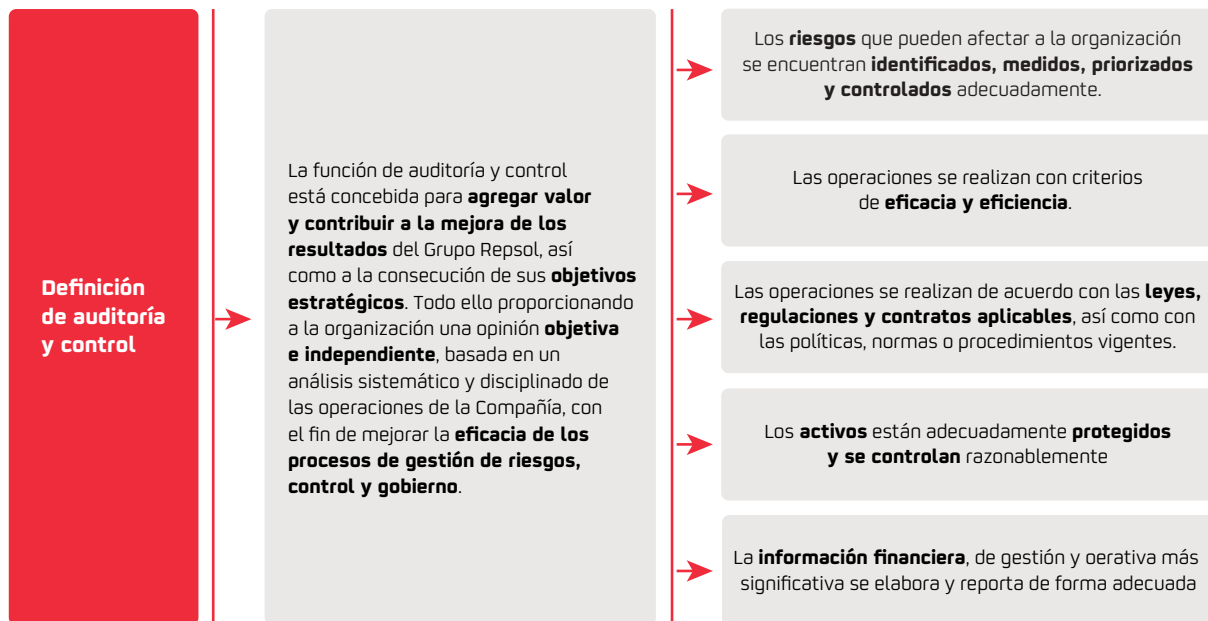 Definición
de auditoría
y control
La función de auditoría y control
está concebida para agregar valor
y contribuir a la mejora de los
resultados del Grupo Repsol, así
como a la consecución de sus objetivos
estratégicos. Todo ello proporcionando
a la organización una opinión objetiva
e independiente, basada en un
análisis sistemático y disciplinado de
las operaciones de la Compañía, con
el fin de mejorar la eficacia de los
procesos de gestión de riesgos,
control y gobierno.
Los riesgos que pueden afectar a la organización
se encuentran identificados, medidos, priorizados
y controlados adecuadamente.
Las operaciones se realizan con criterios
de eficacia y eficiencia.
Las operaciones se realizan de acuerdo con las leyes,
regulaciones y contratos aplicables, así como con
las políticas, normas o procedimientos vigentes.
Los activos están adecuadamente protegidos
y se controlan razonablemente
La información financiera, de gestión y oerativa más
significativa se elabora y reporta de forma adecuada